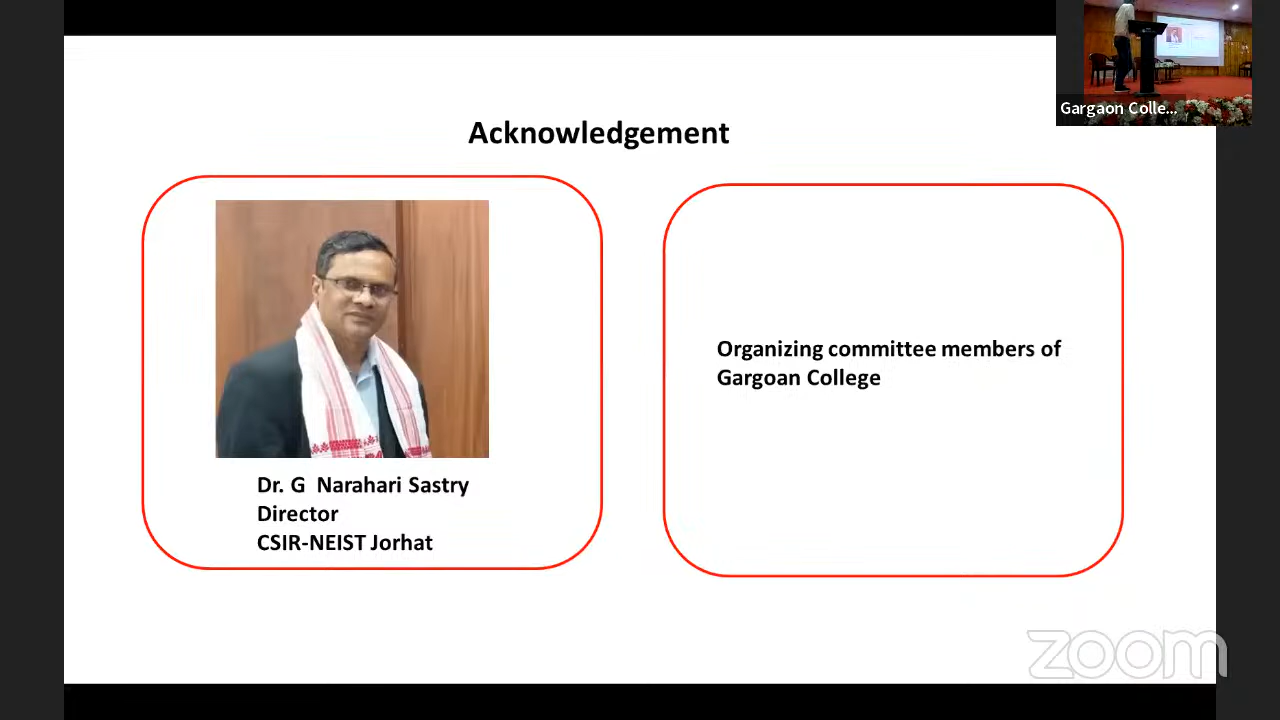 Gargaon Colle...
Acknowledgement
Dr. G Narahari Sastry
Director
CSIR-NEIST Jorhat
Organizing committee members of
Gargoan College
zoom